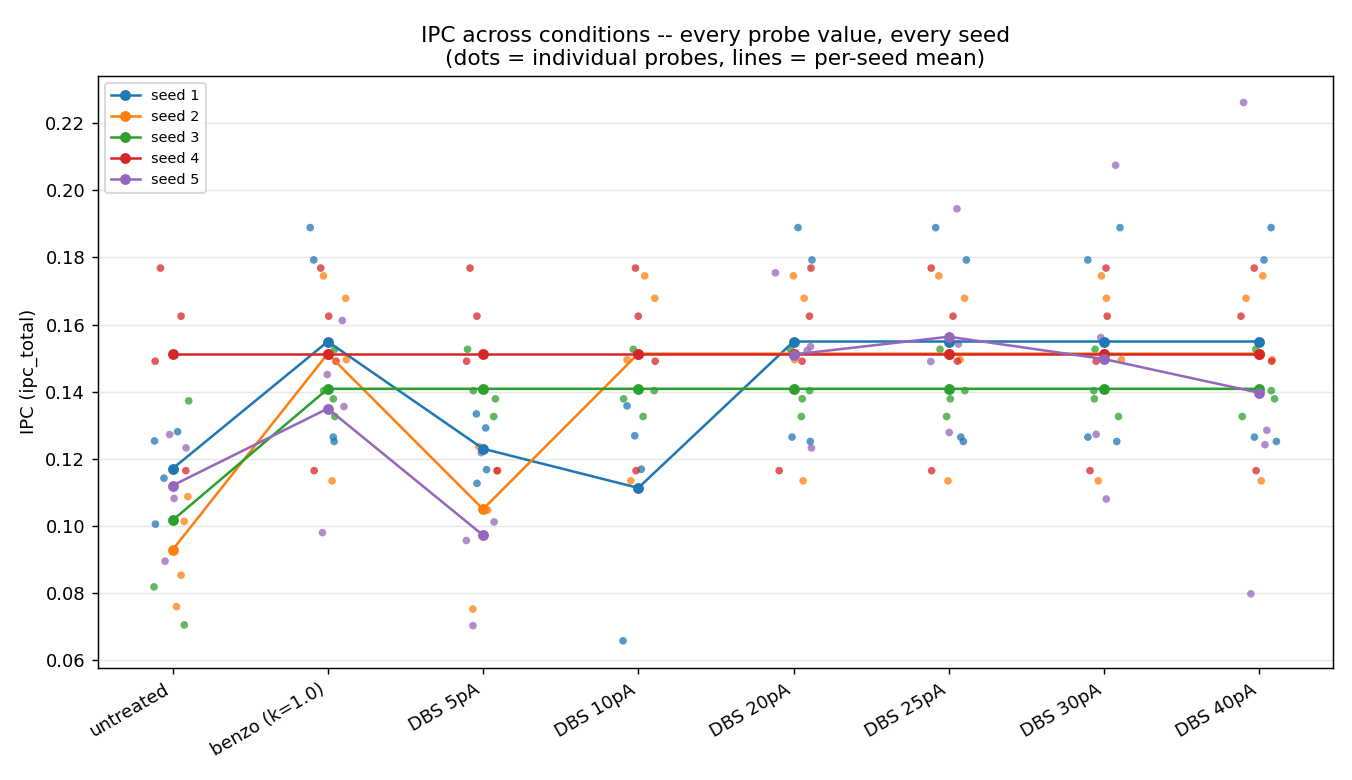 IPC across conditions -- every probe value, every seed
(dots = individual probes, lines = per-seed mean)
seed 1
seed 2
seed 3
seed 4
seed 5
IPC (ipc_total)
0.22
0.20
0.18
0.16
0.14
0.12
0.10
0.08
0.06
untreated
benzo (k=1.0)
DBS 5pA
DBS 10pA
DBS 20pA
DBS 25pA
DBS 30pA
DBS 40pA